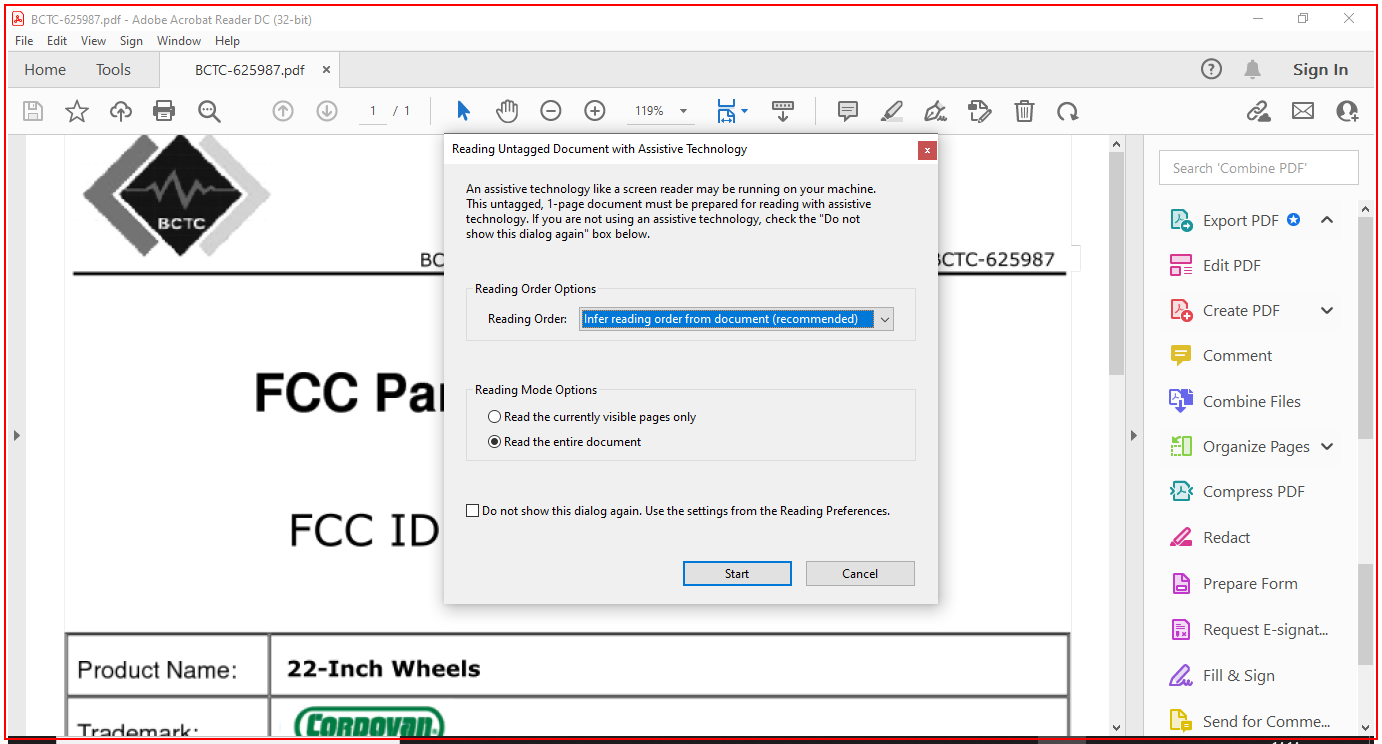 BCTC-625987.pdf - Adobe Acrobat Reader DC (32-bit)
File Edit View Sign Window Help
Home Tools BCTC-625987.pdf × ? Sign In
1 / 1 119%
Reading Untagged Document with Assistive Technology
An assistive technology like a screen reader may be running on your machine.
This untagged, 1-page document must be prepared for reading with assistive
technology. If you are not using an assistive technology, check the "Do not
show this dialog again" box below.
Reading Order Options
Reading Order: Infer reading order from document (recommended)
Reading Mode Options
Read the currently visible pages only
Read the entire document
Do not show this dialog again. Use the settings from the Reading Preferences.
Start Cancel
BCTC
BC
BCTC-625987
FCC Par
FCC ID
Product Name: 22-Inch Wheels
Trademark: CORDOVAN
Search 'Combine PDF'
Export PDF
Edit PDF
Create PDF
Comment
Combine Files
Organize Pages
Compress PDF
Redact
Prepare Form
Request E-signat...
Fill & Sign
Send for Comme...